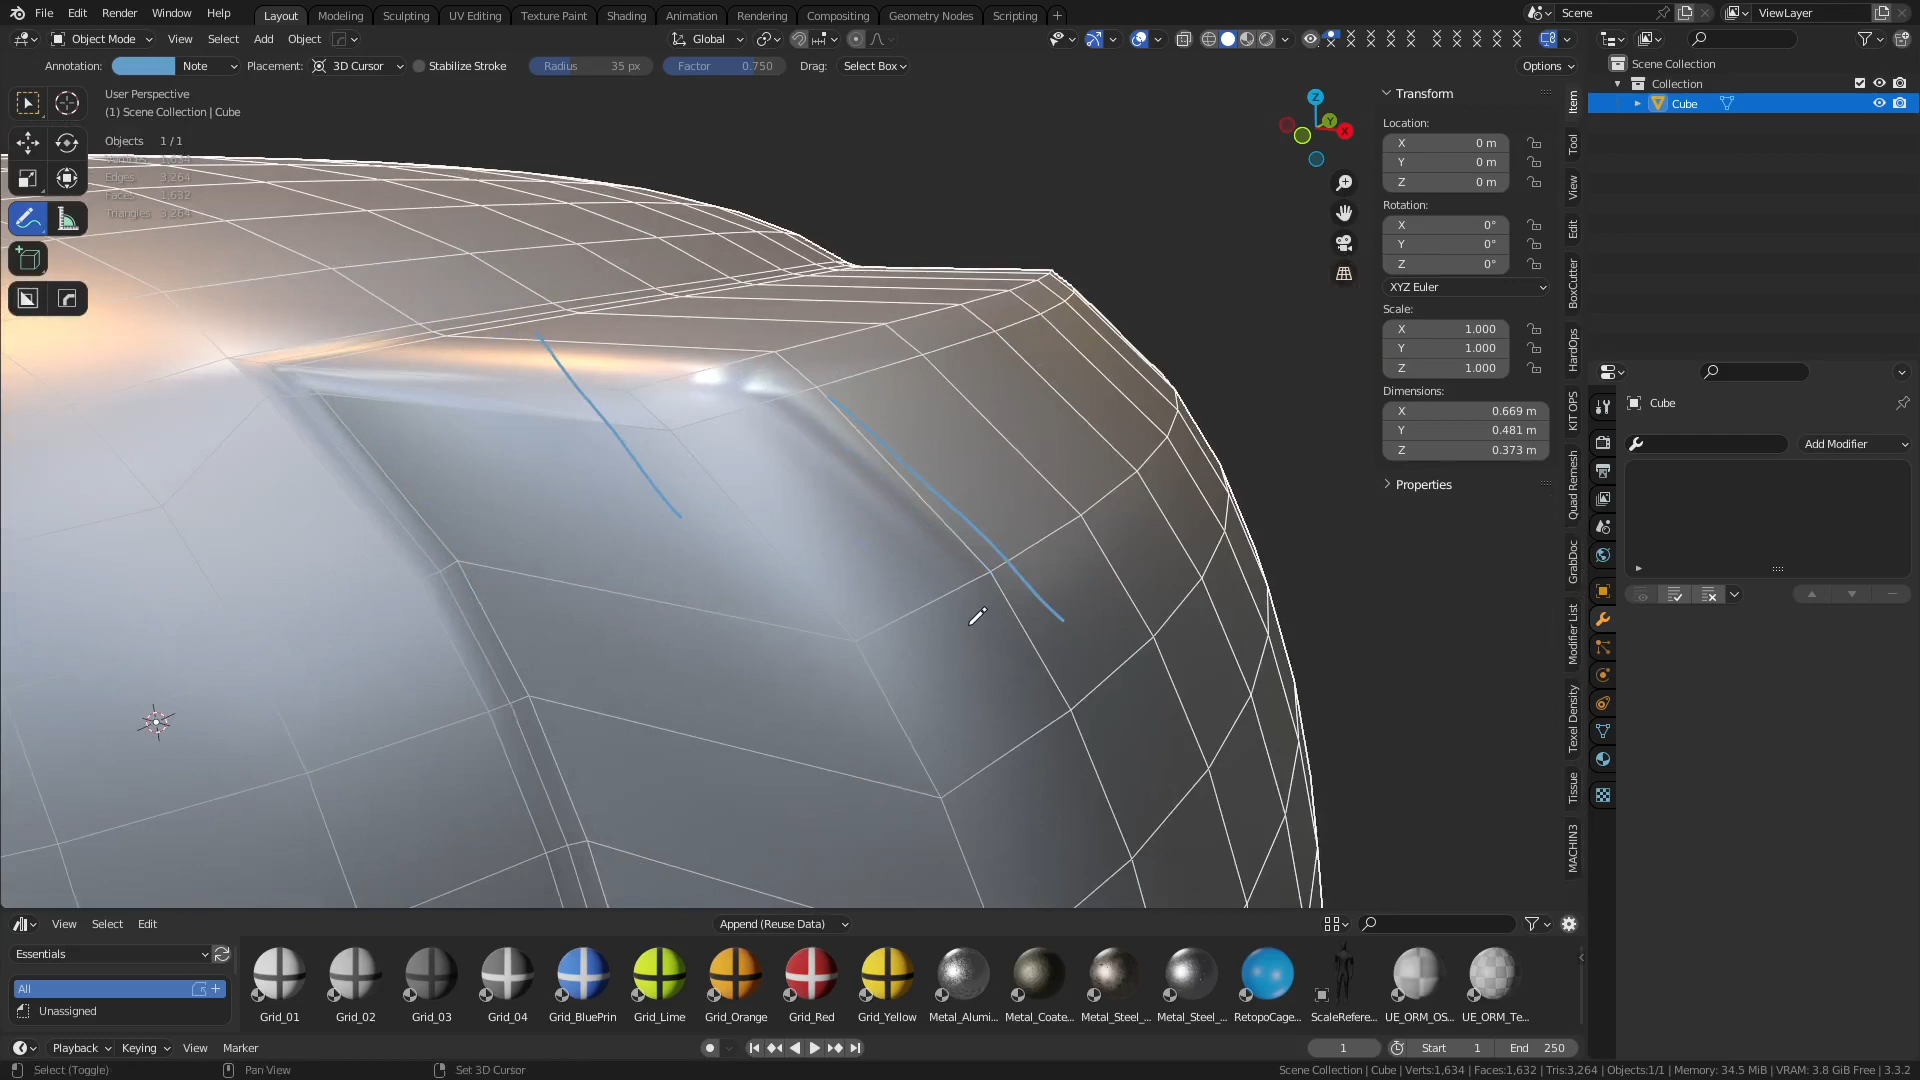 File Edit Render Window Help Layout Modeling Sculpting UV Editing Texture Paint Shading Animation Rendering Compositing Geometry Nodes Scripting + Scene ViewLayer
Object Mode View Select Add Object Global
Annotation: Note Placement: 3D Cursor Stabilize Stroke Radius 35 px Factor 0.750 Drag: Select Box Options
User Perspective
(1) Scene Collection | Cube
Objects 1 / 1
Edges 3,264
Faces 1,632
Triangles 3,264
Z
Y
X
Transform
Location:
X 0 m
Y 0 m
Z 0 m
Rotation:
X 0°
Y 0°
Z 0°
XYZ Euler
Scale:
X 1.000
Y 1.000
Z 1.000
Dimensions:
X 0.669 m
Y 0.481 m
Z 0.373 m
Properties
Item
Tool
View
Edit
BoxCutter
HardOps
KIT OPS
Quad Remesh
GrabDoc
Modifier List
Texel Density
Tissue
MACHIN3
Scene Collection
Collection
Cube
Cube
Add Modifier
View Select Edit Append (Reuse Data)
Essentials
All
Unassigned
Grid_01 Grid_02 Grid_03 Grid_04 Grid_BluePrin Grid_Lime Grid_Orange Grid_Red Grid_Yellow Metal_Alumi... Metal_Coate... Metal_Steel_... Metal_Steel_... RetopoCage... ScaleRefere... UE_ORM_OS... UE_ORM_Te...
Playback Keying View Marker 1 Start 1 End 250
Select (Toggle) Pan View Set 3D Cursor Scene Collection | Cube | Verts:1,634 | Faces:1,632 | Tris:3,264 | Objects:1/1 | Memory: 34.5 MiB | VRAM: 3.8 GiB Free | 3.3.2